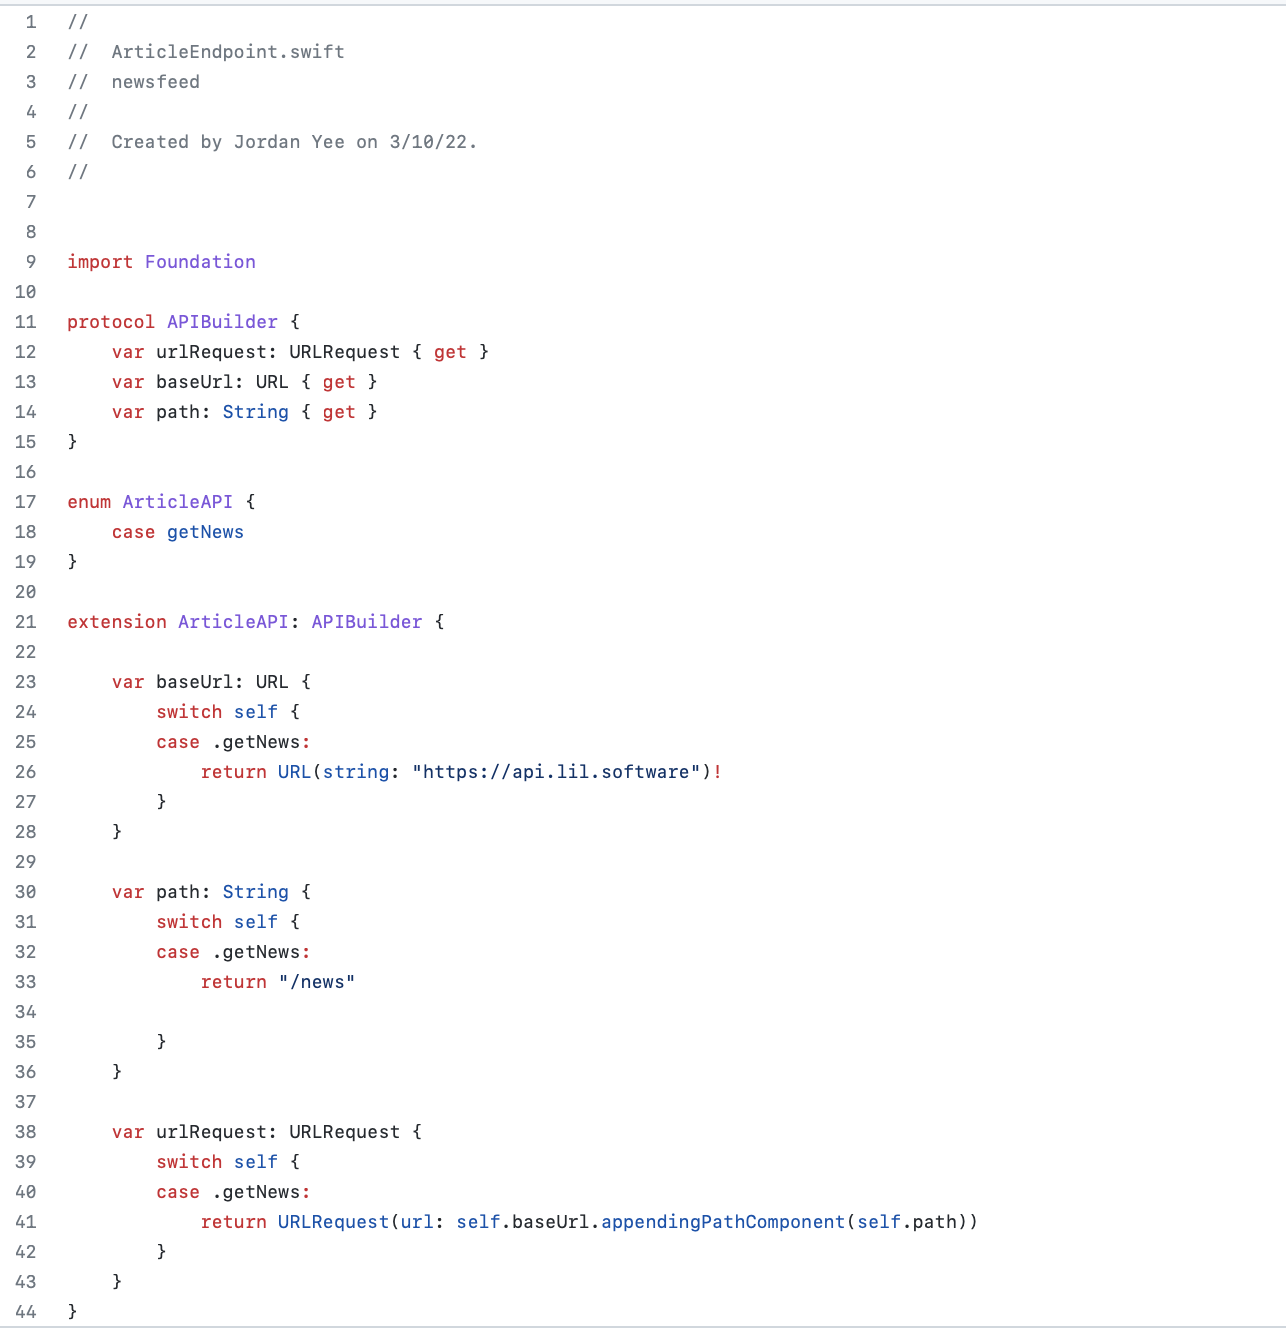 1 //
2 //  ArticleEndpoint.swift
3 //  newsfeed
4 //
5 //  Created by Jordan Yee on 3/10/22.
6 //
7
8
9 import Foundation
10
11 protocol APIBuilder {
12     var urlRequest: URLRequest { get }
13     var baseUrl: URL { get }
14     var path: String { get }
15 }
16
17 enum ArticleAPI {
18     case getNews
19 }
20
21 extension ArticleAPI: APIBuilder {
22
23     var baseUrl: URL {
24         switch self {
25         case .getNews:
26             return URL(string: "https://api.lil.software")!
27         }
28     }
29
30     var path: String {
31         switch self {
32         case .getNews:
33             return "/news"
34
35         }
36     }
37
38     var urlRequest: URLRequest {
39         switch self {
40         case .getNews:
41             return URLRequest(url: self.baseUrl.appendingPathComponent(self.path))
42         }
43     }
44 }